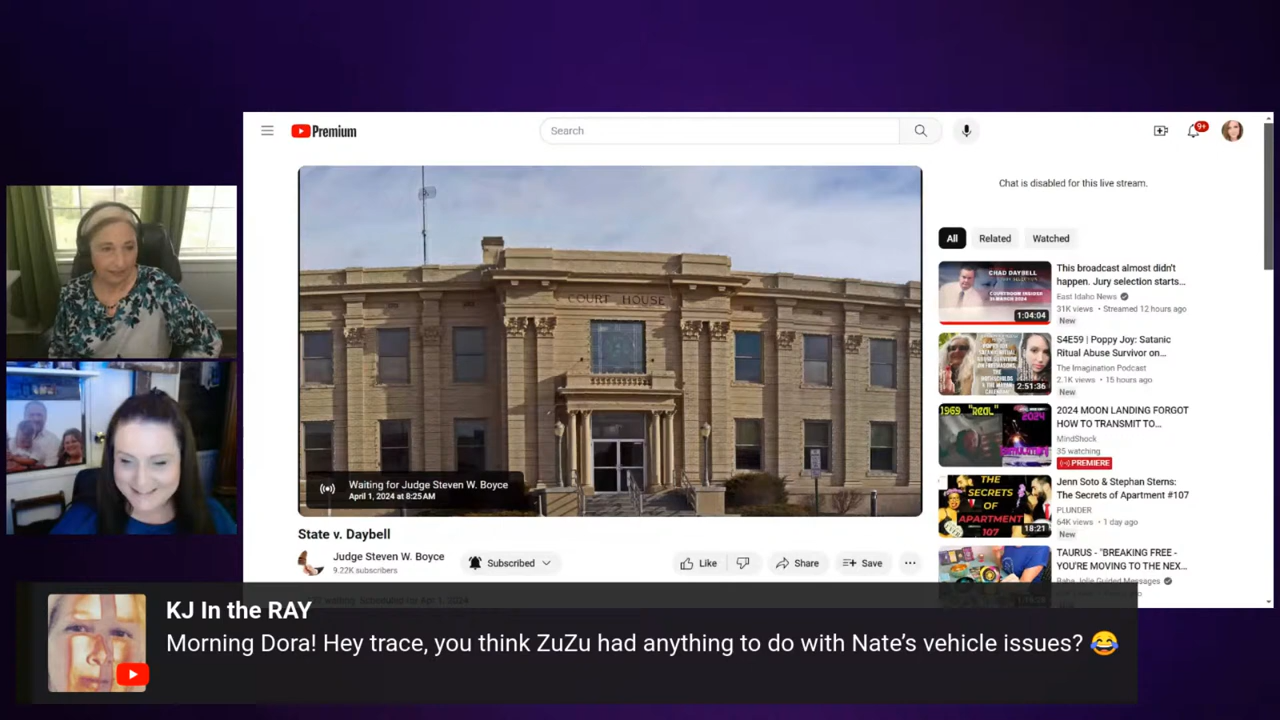 Premium
Search
9+
Chat is disabled for this live stream.
All
Related
Watched
COURT HOUSE
Waiting for Judge Steven W. Boyce
April 1, 2024 at 8:25 AM
State v. Daybell
Judge Steven W. Boyce
9.22K subscribers
Subscribed
Like
Share
Save
CHAD DAYBELL
1:04:04
This broadcast almost didn't
happen. Jury selection starts...
East Idaho News
31K views • Streamed 12 hours ago
New
2:51:36
S4E59 | Poppy Joy: Satanic
Ritual Abuse Survivor on...
The Imagination Podcast
2.1K views • 15 hours ago
New
1969 "REAL"
2024
2024 MOON LANDING FORGOT
HOW TO TRANSMIT TO...
MindShock
35 watching
PREMIERE
THE
SECRETS
OF
APARTMENT
107
18:21
Jenn Soto & Stephan Sterns:
The Secrets of Apartment #107
PLUNDER
64K views • 1 day ago
New
TAURUS - "BREAKING FREE -
YOU'RE MOVING TO THE NEX...
KJ In the RAY
Morning Dora! Hey trace, you think ZuZu had anything to do with Nate's vehicle issues? 😂